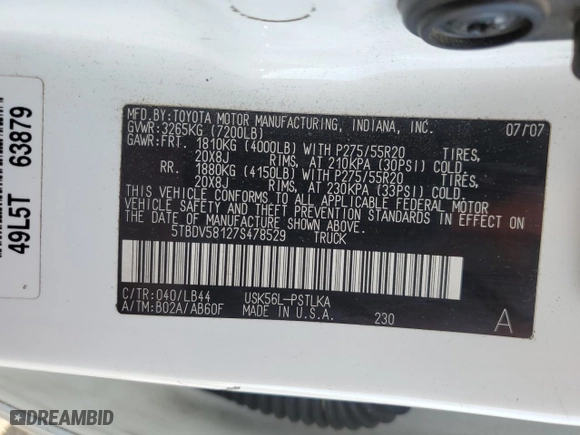 49L5T 63879
MFD.BY:TOYOTA MOTOR MANUFACTURING, INDIANA, INC. 07/07
GVWR:3265KG (7200LB)
GAWR:FRT. 1810KG (4000LB) WITH P275/55R20 TIRES,
20X8J RIMS, AT 210KPA (30PSI) COLD
RR. 1880KG (4150LB) WITH P275/55R20 TIRES,
20X8J RIMS, AT 230KPA (33PSI) COLD.
THIS VEHICLE CONFORMS TO ALL APPLICABLE FEDERAL MOTOR
VEHICLE SAFETY AND THEFT PREVENTION STANDARDS IN EFFECT ON
THE DATE OF MANUFACTURE SHOWN ABOVE.
5TBDV58127S478529 TRUCK
C/TR:040/LB44 USK56L-PSTLKA
A/TM:B02A/AB60F MADE IN U.S.A. 230 A
DREAMBID